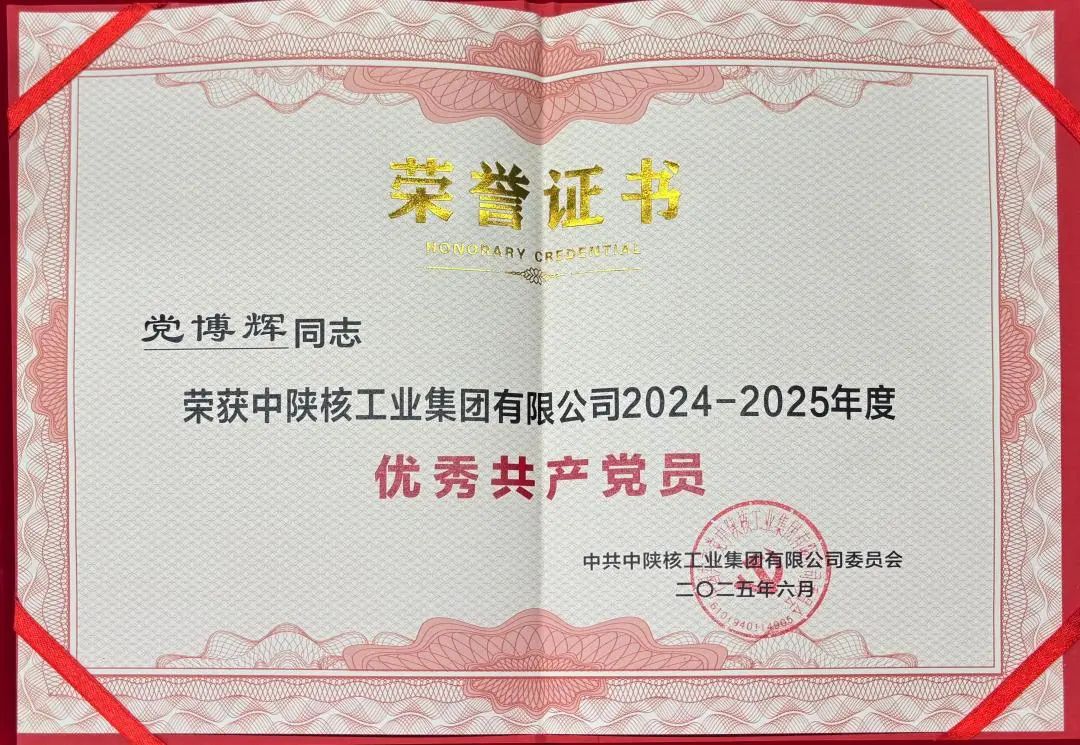 荣誉证书
HONORARY CREDENTIAL
党博辉同志
荣获中陕核工业集团有限公司2024-2025年度
优秀共产党员
中共中陕核工业集团有限公司委员会
二〇二五年六月